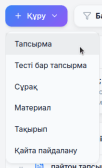 + Құру
Тапсырма
Тесті бар тапсырма
Сұрақ
Материал
Тақырып
Қайта пайдалану